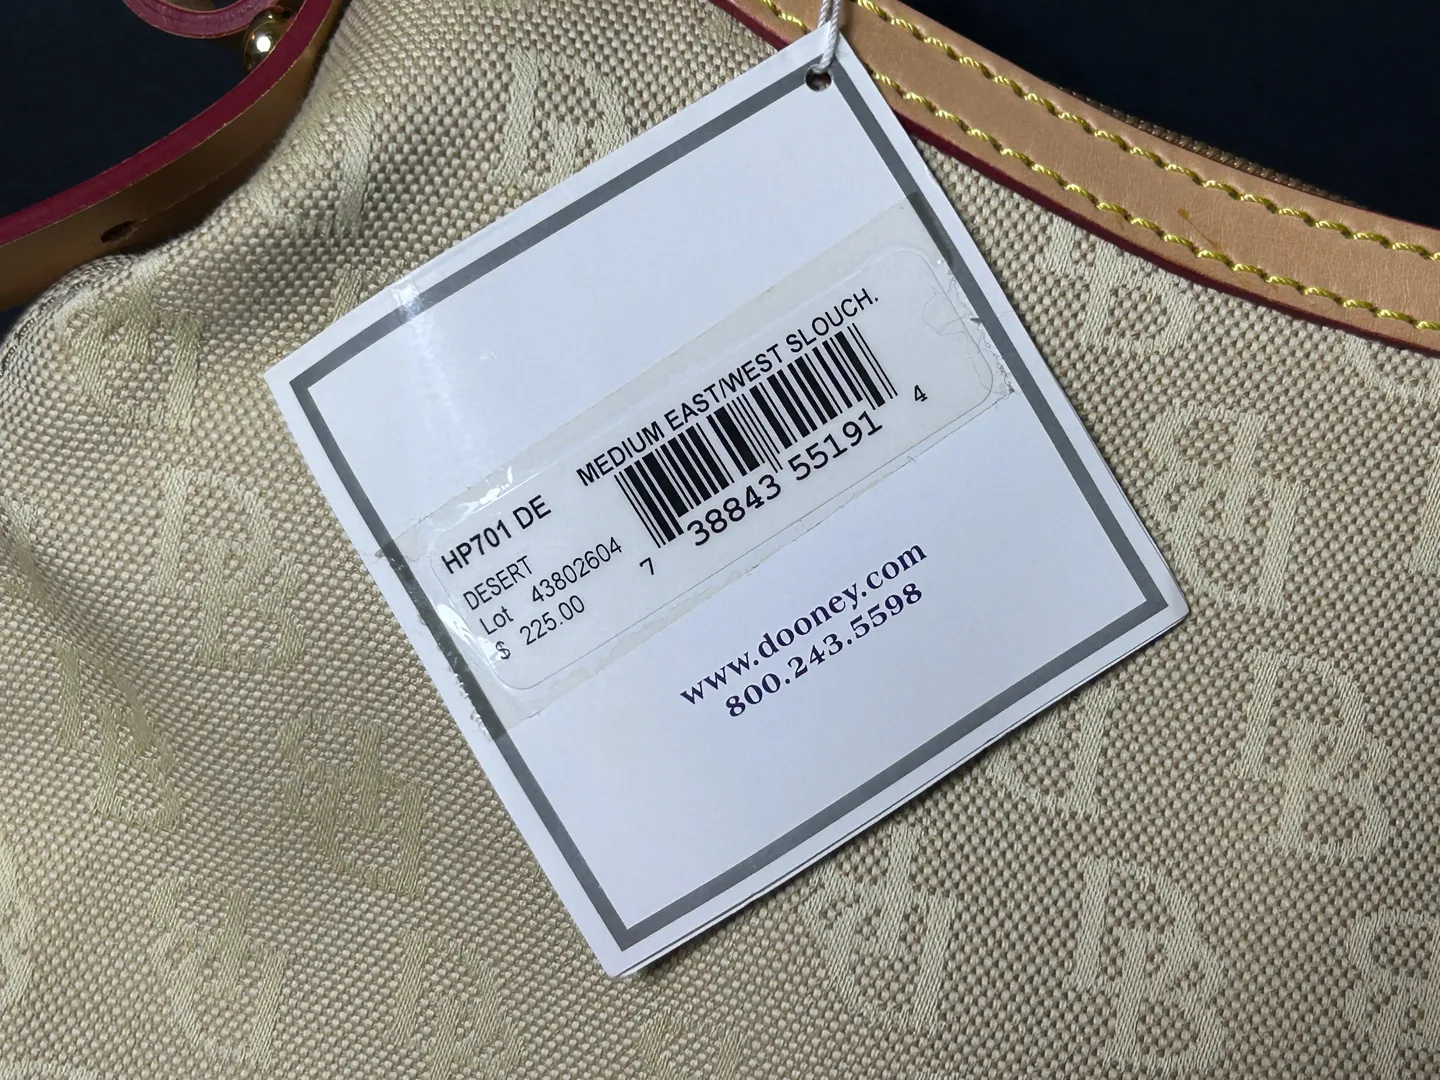 MEDIUM EAST/WEST SLOUCH.
HP701 DE
DESERT
Lot 43802604
$ 225.00
7 38843 55191 4
www.dooney.com
800.243.5598